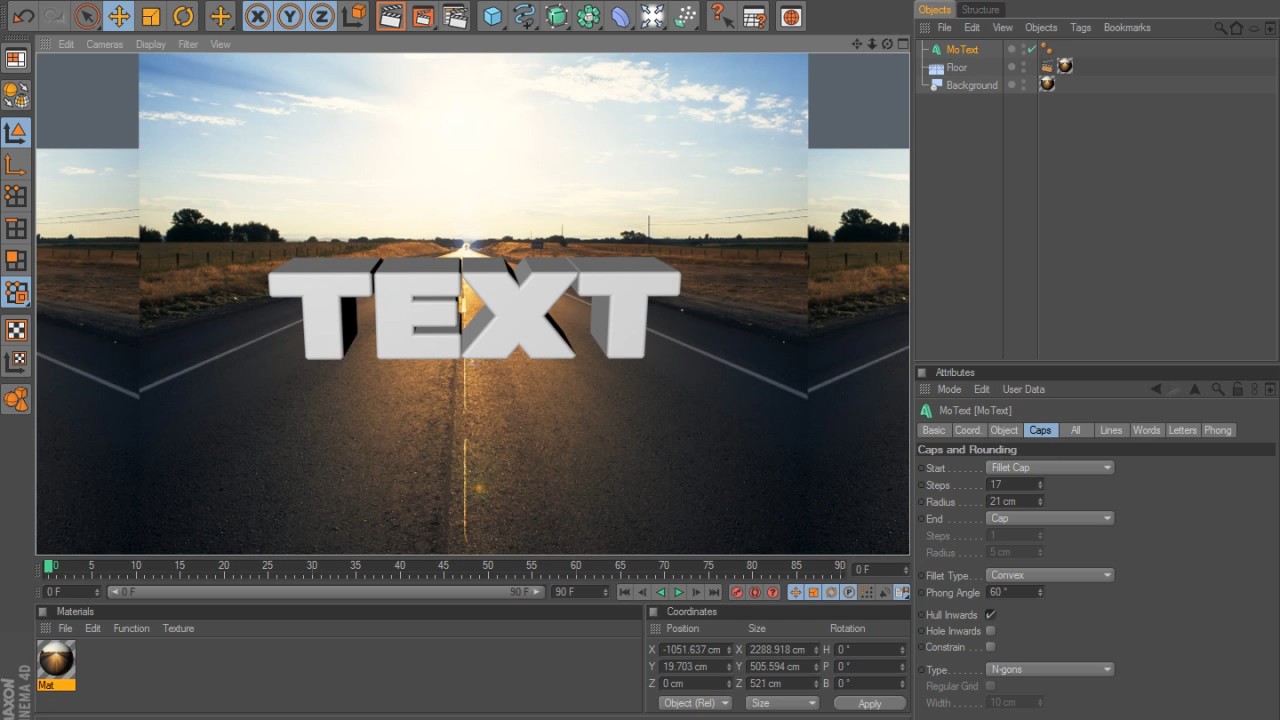 Edit Cameras Display Filter View
TEXT
0 5 10 15 20 25 30 35 40 45 50 55 60 65 70 75 80 85 90 0 F
0 F 0 F 90 F 90 F
Materials
File Edit Function Texture
Mat
CINEMA 4D
Coordinates
Position Size Rotation
X -1051.637 cm X 2288.918 cm H 0 °
Y 19.703 cm Y 505.594 cm P 0 °
Z 0 cm Z 521 cm B 0 °
Object (Rel) Size Apply
Objects Structure
File Edit View Objects Tags Bookmarks
MoText
Floor
Background
Attributes
Mode Edit User Data
MoText [MoText]
Basic Coord. Object Caps All Lines Words Letters Phong
Caps and Rounding
Start . . . . . . Fillet Cap
Steps . . . . . 17
Radius . . . . . 21 cm
End . . . . . . . Cap
Steps . . . . . 1
Radius . . . . . 5 cm
Fillet Type. . . . Convex
Phong Angle 60 °
Hull Inwards
Hole Inwards
Constrain . .
Type. . . . . . . N-gons
Regular Grid
Width . . . . . . 10 cm